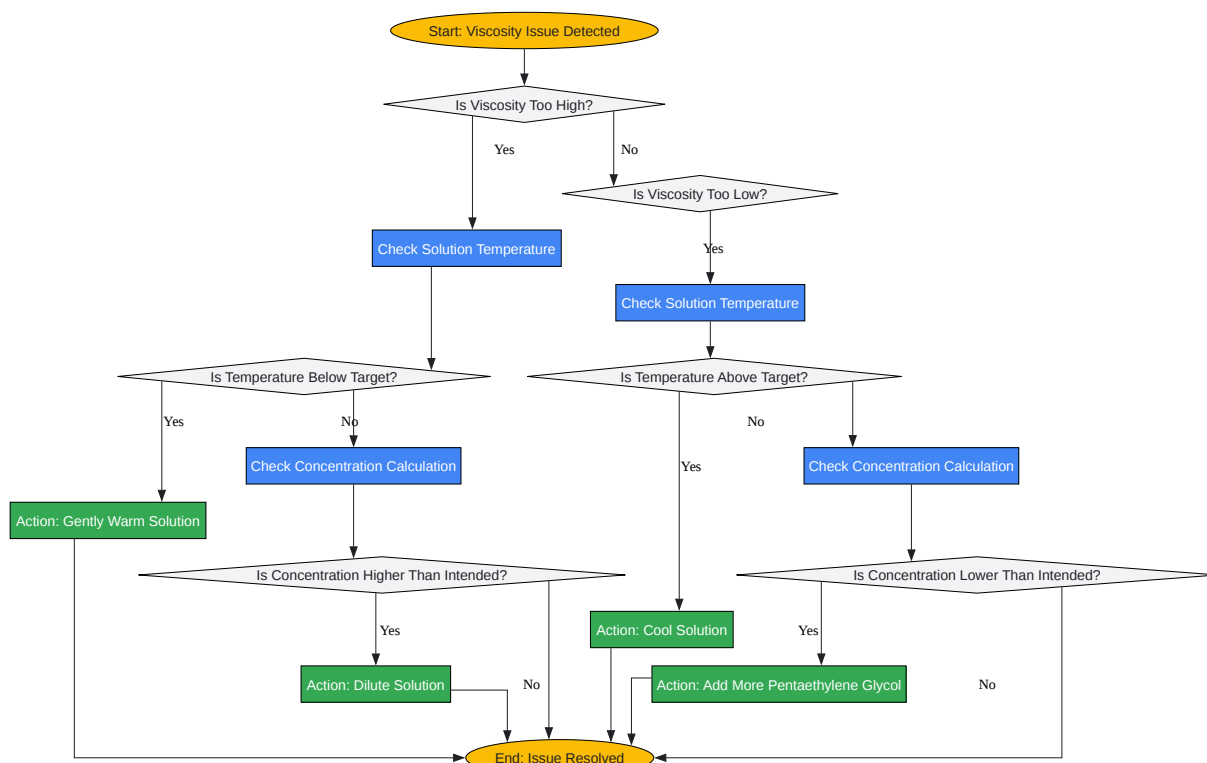 Start: Viscosity Issue Detected
Is Viscosity Too High?
Yes
No
Is Viscosity Too Low?
Check Solution Temperature
Yes
Check Solution Temperature
Is Temperature Below Target?
Is Temperature Above Target?
Yes
No
No
Check Concentration Calculation
Yes
Check Concentration Calculation
Action: Gently Warm Solution
Is Concentration Higher Than Intended?
Is Concentration Lower Than Intended?
Yes
Action: Cool Solution
Yes
Action: Dilute Solution
No
Action: Add More Pentaethylene Glycol
No
End: Issue Resolved